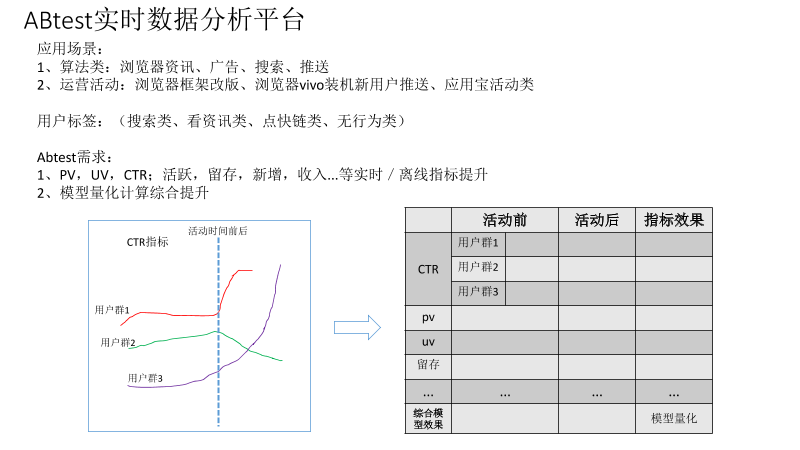 ABtest实时数据分析平台
应用场景：
1、算法类：浏览器资讯、广告、搜索、推送
2、运营活动：浏览器框架改版、浏览器vivo装机新用户推送、应用宝活动类
用户标签：（搜索类、看资讯类、点快链类、无行为类）
Abtest需求：
1、PV，UV，CTR；活跃，留存，新增，收入...等实时 / 离线指标提升
2、模型量化计算综合提升
活动时间前后
CTR指标
用户群1
用户群2
用户群3
活动前 活动后 指标效果
CTR
用户群1
用户群2
用户群3
pv
uv
留存
... ... ... ...
综合模
型效果
模型量化